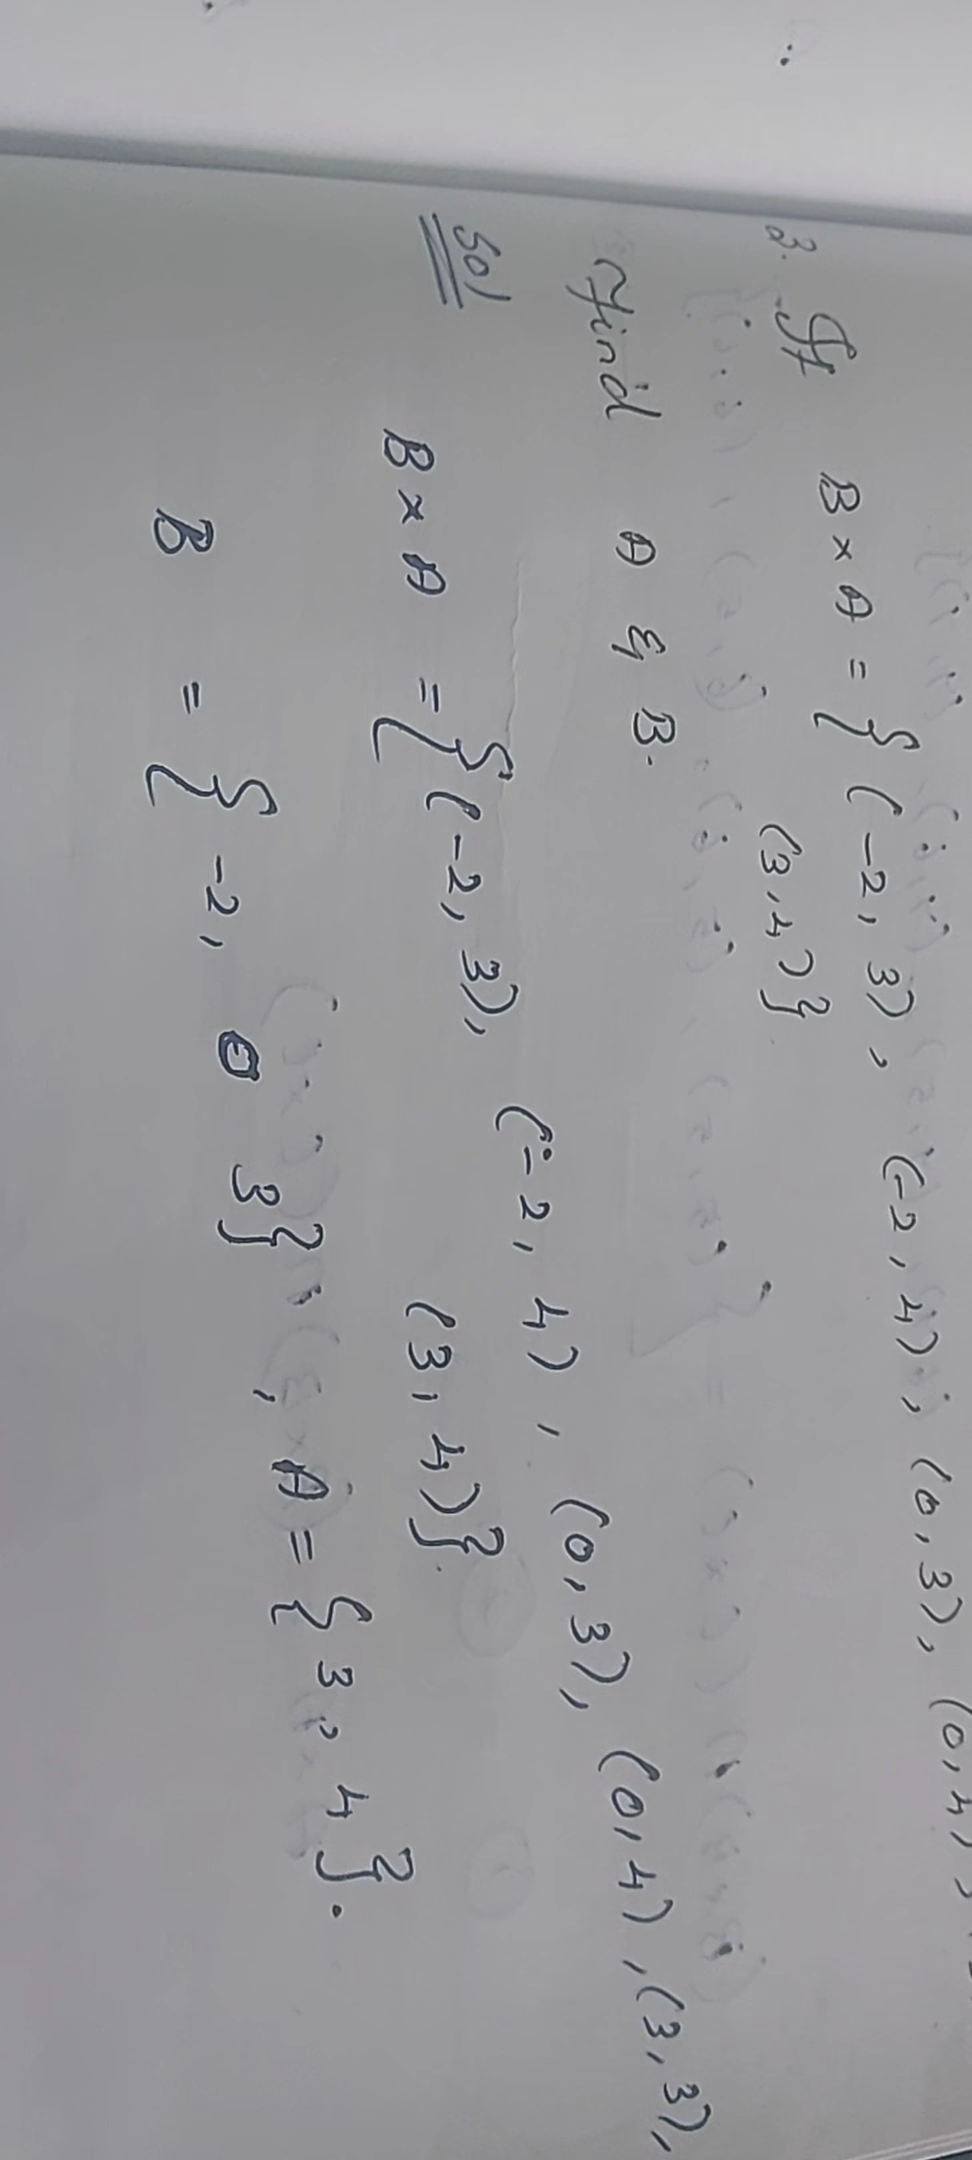 3. If B × A = { (-2, 3), (-2, 4), (0, 3), (0, 4),
(3, 4)}
Find A & B.
Sol B × A = { (-2, 3), (-2, 4), (0, 3), (0, 4), (3, 3),
(3, 4)}.
B = { -2, 0 3}, A = { 3, 4}.